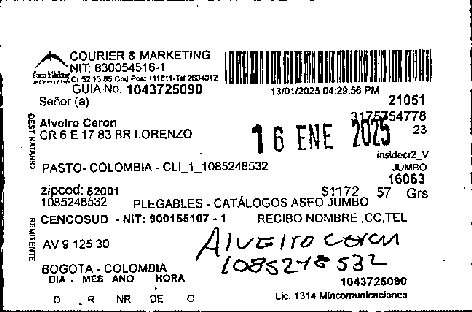 COURIER & MARKETING
NIT: 830054516-1
GUIA No. 1043725090
13/01/2025 04:29:56 PM
Señor (a)
21051
DESTINATARIO
Alveiro Ceron
3175754778
CR 6 E 17 83 BR LORENZO
23
16 ENE 2025
insidecr2_V
PASTO- COLOMBIA - CLI_1_1085248532
JUMBO
16063
zipcod: 52001
$1172 57 Grs
1085248532
PLEGABLES - CATÁLOGOS ASEO JUMBO
REMITENTE
CENCOSUD - NIT: 900155107 - 1
RECIBO NOMBRE ,CC,TEL
AV 9 125 30
Alveiro Ceron
1085248532
BOGOTA - COLOMBIA
DIA MES ANO HORA
1043725090
D R NR DE O
Lic. 1314 Mincomunicaciones